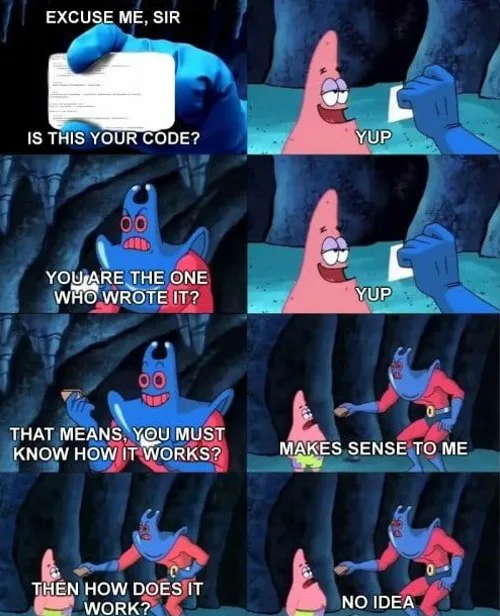 EXCUSE ME, SIR
IS THIS YOUR CODE?
YUP
YOU ARE THE ONE
WHO WROTE IT?
YUP
THAT MEANS, YOU MUST
KNOW HOW IT WORKS?
MAKES SENSE TO ME
THEN HOW DOES IT
WORK?
NO IDEA